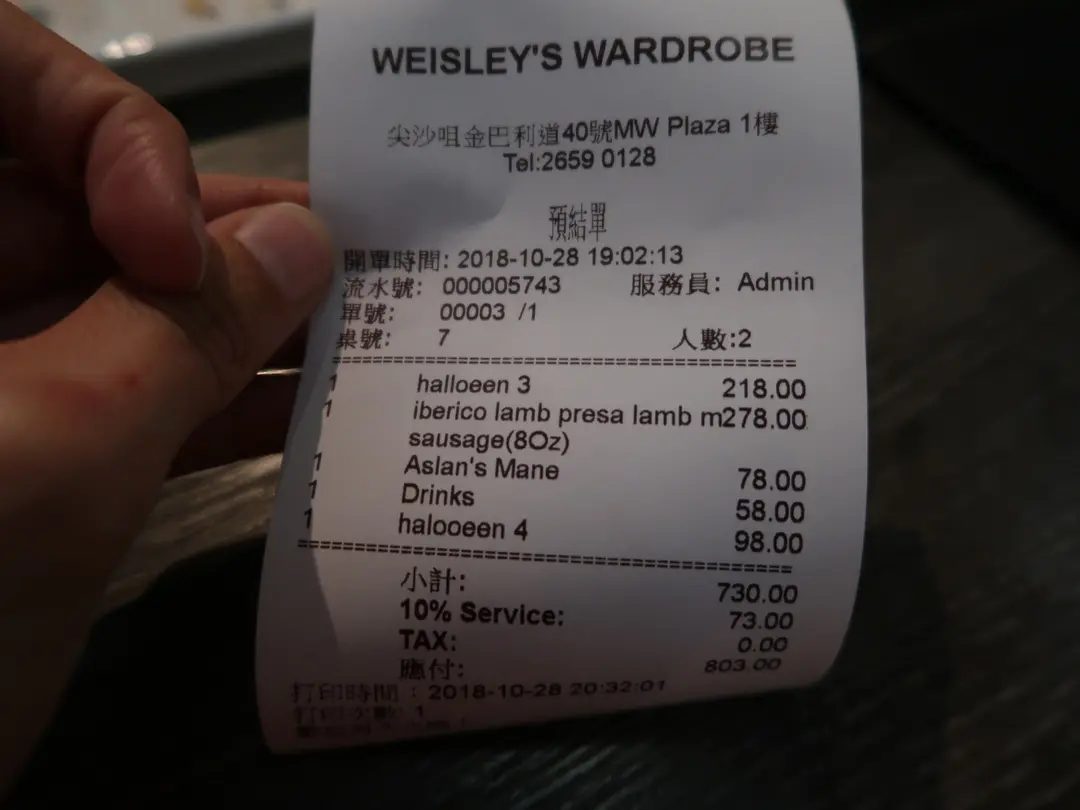 WEISLEY'S WARDROBE
尖沙咀金巴利道40號MW Plaza 1樓
Tel:2659 0128
預結單
開單時間: 2018-10-28 19:02:13
流水號: 000005743 服務員: Admin
單號: 00003 /1
桌號: 7 人數:2
1 halloeen 3 218.00
1 iberico lamb presa lamb m278.00
sausage(8Oz)
1 Aslan's Mane 78.00
1 Drinks 58.00
1 halooeen 4 98.00
小計: 730.00
10% Service: 73.00
TAX: 0.00
應付: 803.00
打印時間: 2018-10-28 20:32:01
打印次數: 1